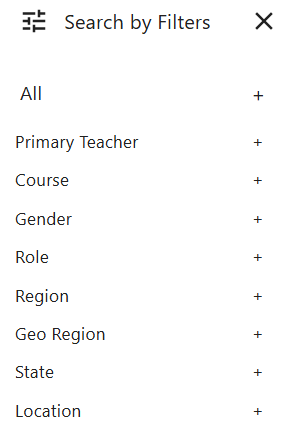 Search by Filters
All +
Primary Teacher +
Course +
Gender +
Role +
Region +
Geo Region +
State +
Location +